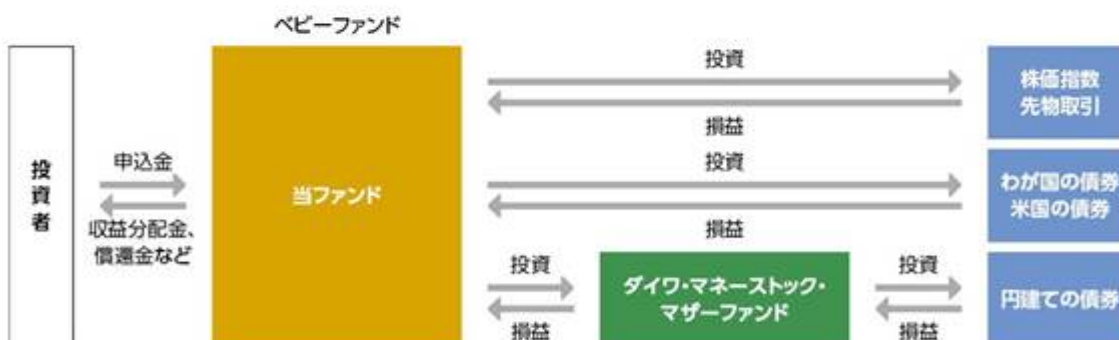 ベビーファンド
投資者
申込金
収益分配金、
償還金など
当ファンド
投資
損益
株価指数
先物取引
投資
損益
わが国の債券
米国の債券
投資
損益
ダイワ・マネーストック・
マザーファンド
投資
損益
円建ての債券